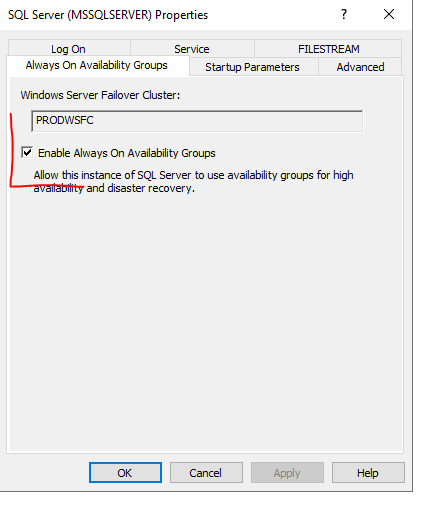 SQL Server (MSSQLSERVER) Properties ?
Log On Service FILESTREAM
Always On Availability Groups Startup Parameters Advanced
Windows Server Failover Cluster:
PRODWSFC
Enable Always On Availability Groups
Allow this instance of SQL Server to use availability groups for high
availability and disaster recovery.
OK Cancel Apply Help